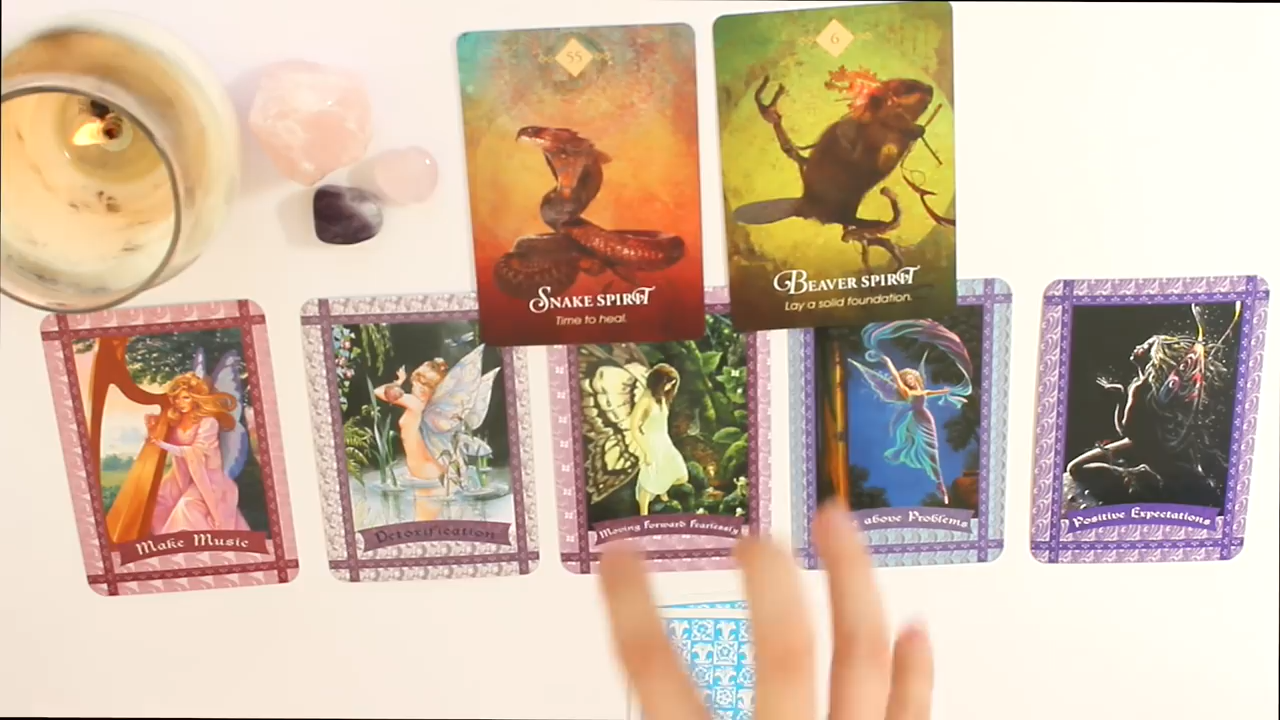 55
SNAKE SPIRIT
Time to heal.
6
BEAVER SPIRIT
Lay a solid foundation.
Make Music
Detoxification
Moving Forward Fearlessly
above Problems
Positive Expectations